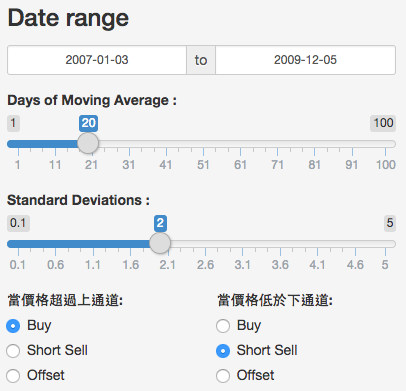 Date range
2007-01-03 to 2009-12-05
Days of Moving Average :
1 20 100
1 11 21 31 41 51 61 71 81 91 100
Standard Deviations :
0.1 2 5
0.1 0.6 1.1 1.6 2.1 2.6 3.1 3.6 4.1 4.6 5
當價格超過上通道: 當價格低於下通道:
Buy Buy
Short Sell Short Sell
Offset Offset